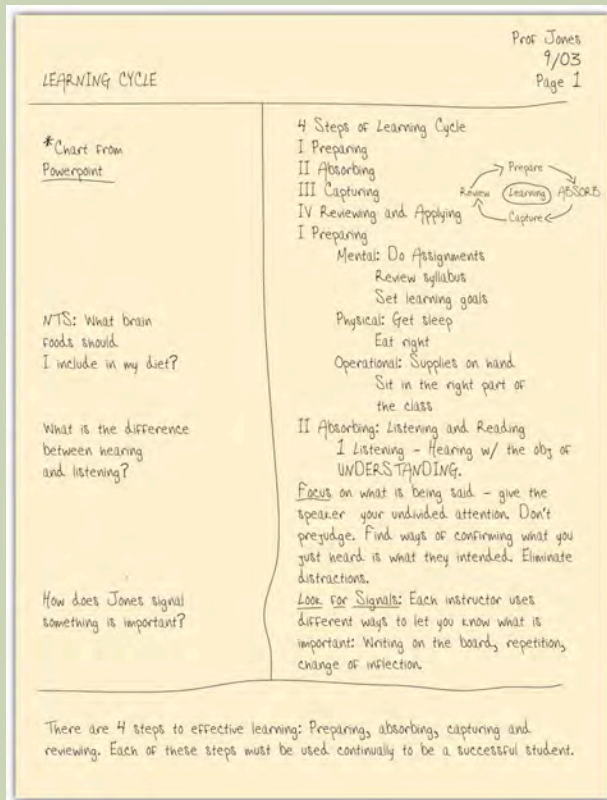 Prof Jones
9/03
LEARNING CYCLE
Page 1
*Chart from
Powerpoint
NTS: What brain
foods should
I include in my diet?
What is the difference
between hearing
and listening?
How does Jones signal
something is important?
4 Steps of Learning Cycle
I Preparing
II Absorbing
III Capturing
IV Reviewing and Applying
Prepare
Review
Learning
ABSORB
Capture
I Preparing
Mental: Do Assignments
Review syllabus
Set learning goals
Physical: Get sleep
Eat right
Operational: Supplies on hand
Sit in the right part of
the class
II Absorbing: Listening and Reading
1 Listening - Hearing w/ the obj of
UNDERSTANDING.
Focus on what is being said - give the
speaker your undivided attention. Don't
prejudge. Find ways of confirming what you
just heard is what they intended. Eliminate
distractions.
Look for Signals: Each instructor uses
different ways to let you know what is
important: Writing on the board, repetition,
change of inflection.
There are 4 steps to effective learning: Preparing, absorbing, capturing and
reviewing. Each of these steps must be used continually to be a successful student.